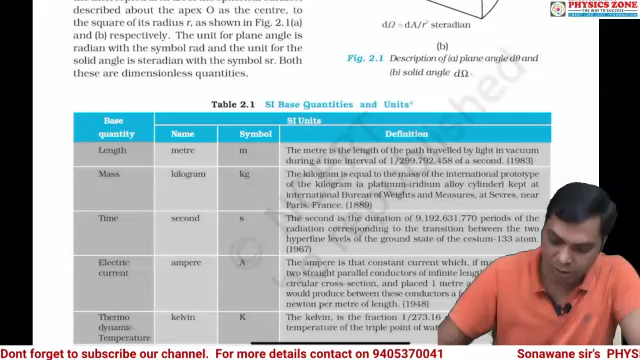 described about the apex O as the centre, to
the square of its radius r, as shown in Fig. 2.1(a)
and (b) respectively. The unit for plane angle is
radian with the symbol rad and the unit for the
solid angle is steradian with the symbol sr. Both
these are dimensionless quantities.
dΩ = dA/r² steradian
(b)
Fig. 2.1 Description of (a) plane angle dθ and
(b) solid angle dΩ.
PHYSICS ZONE
THE WAY TO SUCCESS
Table 2.1 SI Base Quantities and Units*
Base quantity
SI Units
Name Symbol Definition
Length metre m The metre is the length of the path travelled by light in vacuum
during a time interval of 1/299,792,458 of a second. (1983)
Mass kilogram kg The kilogram is equal to the mass of the international prototype
of the kilogram (a platinum-iridium alloy cylinder) kept at
international Bureau of Weights and Measures, at Sevres, near
Paris, France. (1889)
Time second s The second is the duration of 9,192,631,770 periods of the
radiation corresponding to the transition between the two
hyperfine levels of the ground state of the cesium-133 atom.
(1967)
Electric current ampere A The ampere is that constant current which, if
two straight parallel conductors of infinite
circular cross-section, and placed 1 metre
would produce between these conductors a
newton per metre of length. (1948)
Thermo dynamic Temperature kelvin K The kelvin, is the fraction 1/273.16
temperature of the triple point of
Dont forget to subscribe our channel. For more details contact on 9405370041 Sonawane sir's PHYS